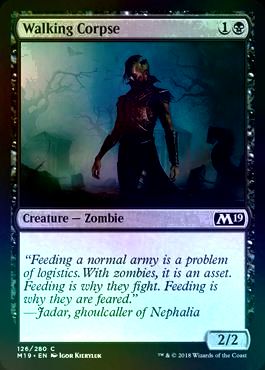 Walking Corpse 1
Creature — Zombie M19
“Feeding a normal army is a problem
of logistics. With zombies, it is an asset.
Feeding is why they fight. Feeding is
why they are feared.”
—Jadar, ghoulcaller of Nephalia
2/2
126/280 C
M19 • EN Igor Kieryluk
™ & © 2018 Wizards of the Coast